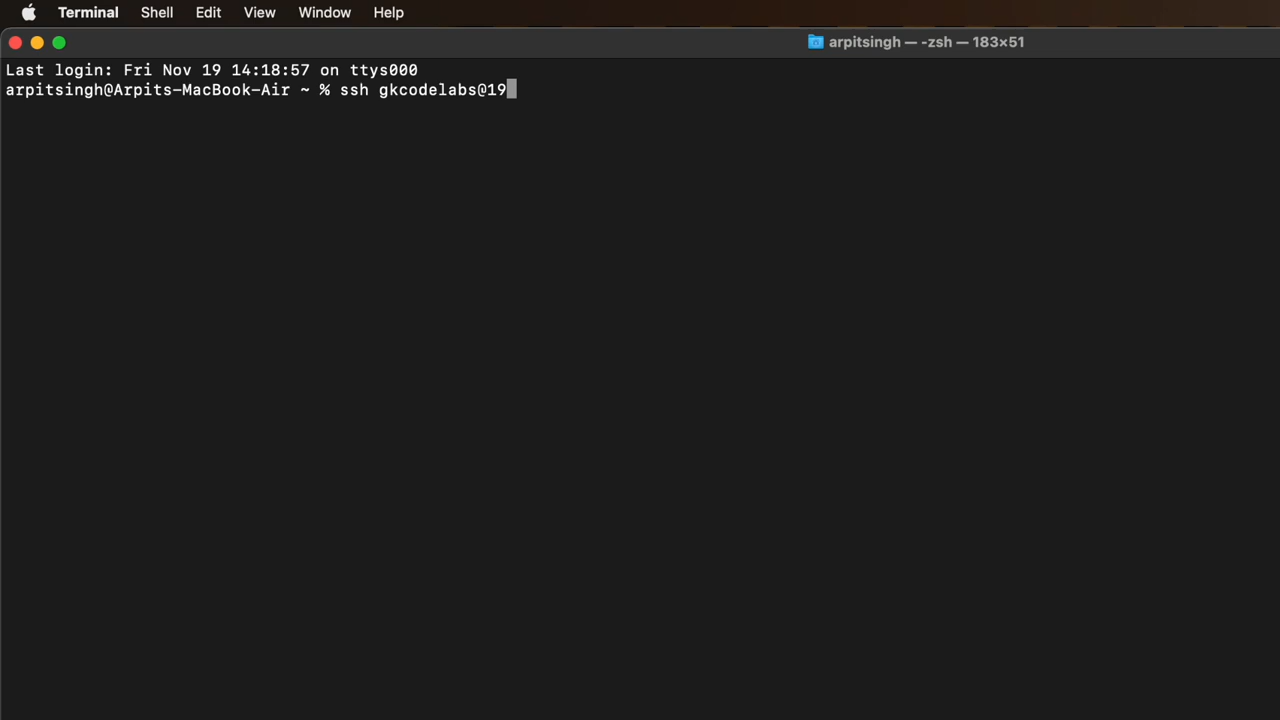 Terminal Shell Edit View Window Help
arpitsingh — -zsh — 183×51
Last login: Fri Nov 19 14:18:57 on ttys000
arpitsingh@Arpits-MacBook-Air ~ % ssh gkcodelabs@19